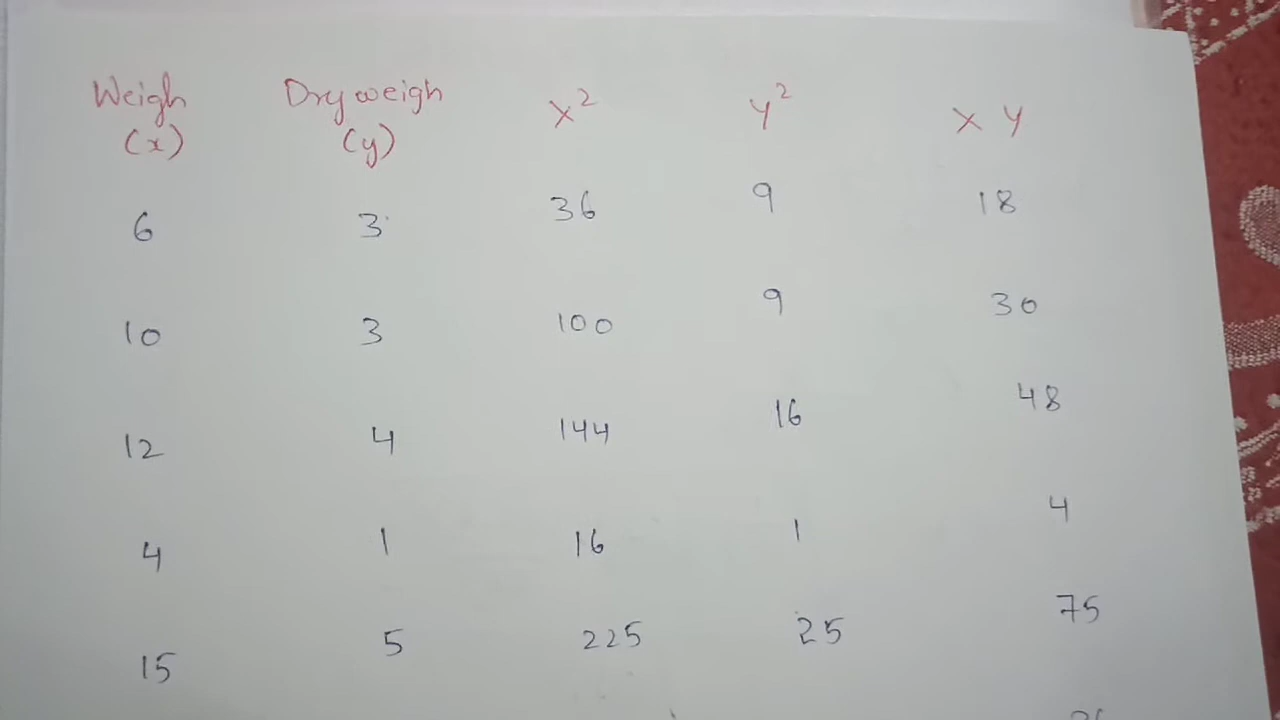 Weigh Dry weigh x² y² x y
(x) (y)
6 3 36 9 18
10 3 100 9 30
12 4 144 16 48
4 1 16 1 4
15 5 225 25 75